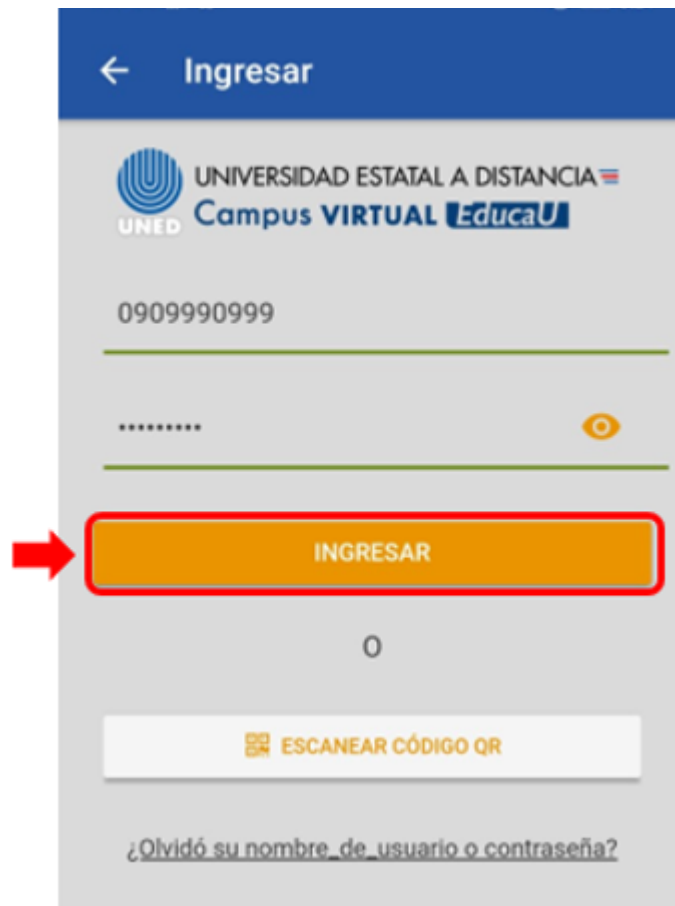 Ingresar
UNIVERSIDAD ESTATAL A DISTANCIA
UNED
Campus VIRTUAL EducaU
0909990999
•••••••••
INGRESAR
O
ESCANEAR CÓDIGO QR
¿Olvidó su nombre_de_usuario o contraseña?